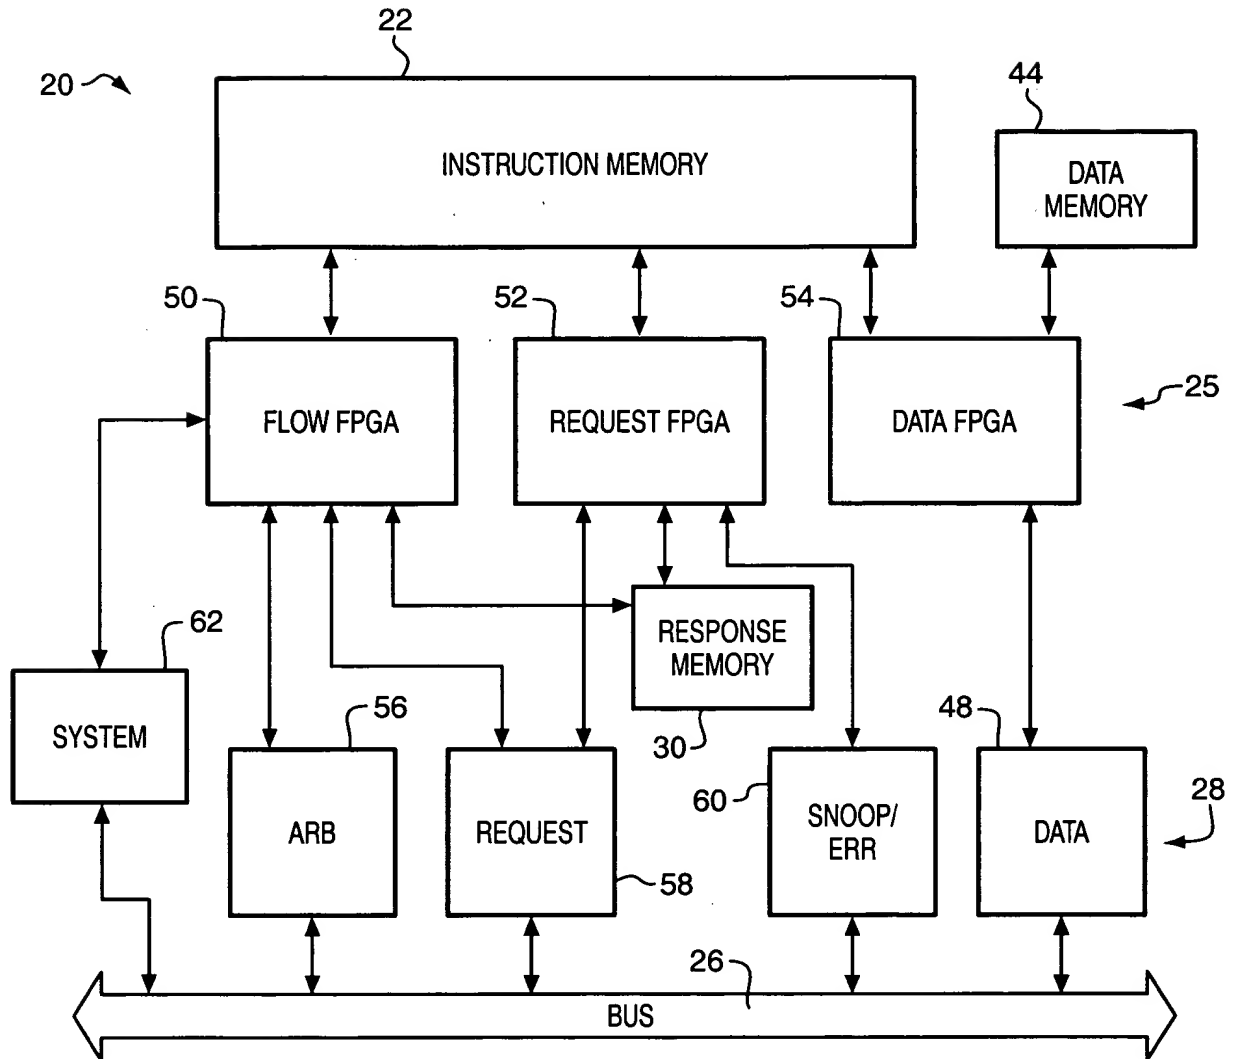 22
20
44
INSTRUCTION MEMORY
DATA
MEMORY
50
52
54
25
FLOW FPGA
REQUEST FPGA
DATA FPGA
62
RESPONSE
MEMORY
SYSTEM
56
30
48
60
28
ARB
REQUEST
SNOOP/
ERR
DATA
58
26
BUS